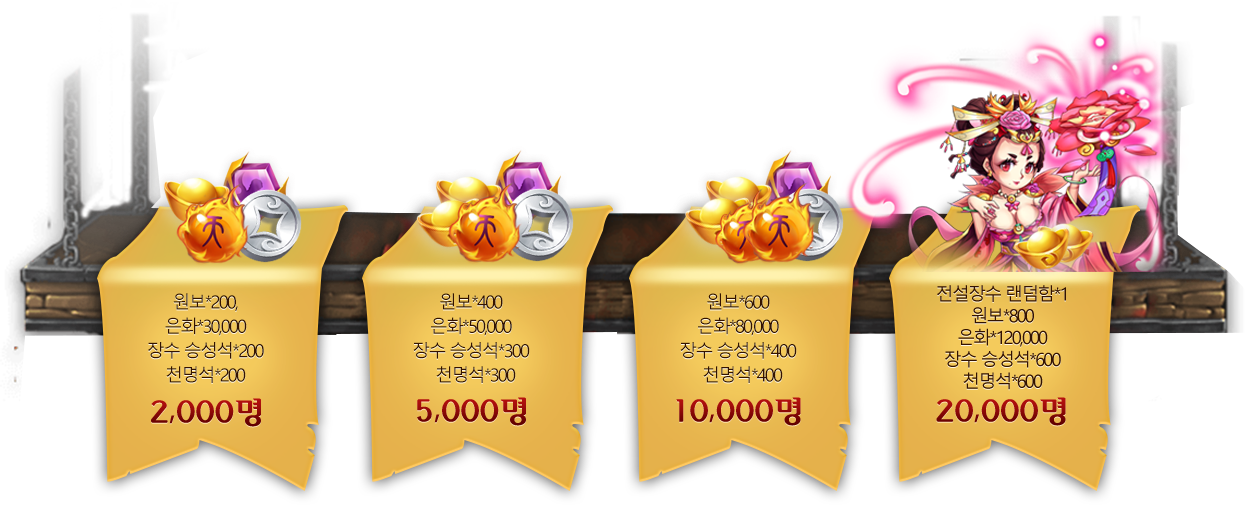 원보*200,
은화*30,000
장수 승성석*200
천명석*200
2,000명
원보*400
은화*50,000
장수 승성석*300
천명석*300
5,000명
원보*600
은화*80,000
장수 승성석*400
천명석*400
10,000명
전설장수 랜덤함*1
원보*800
은화*120,000
장수 승성석*600
천명석*600
20,000명